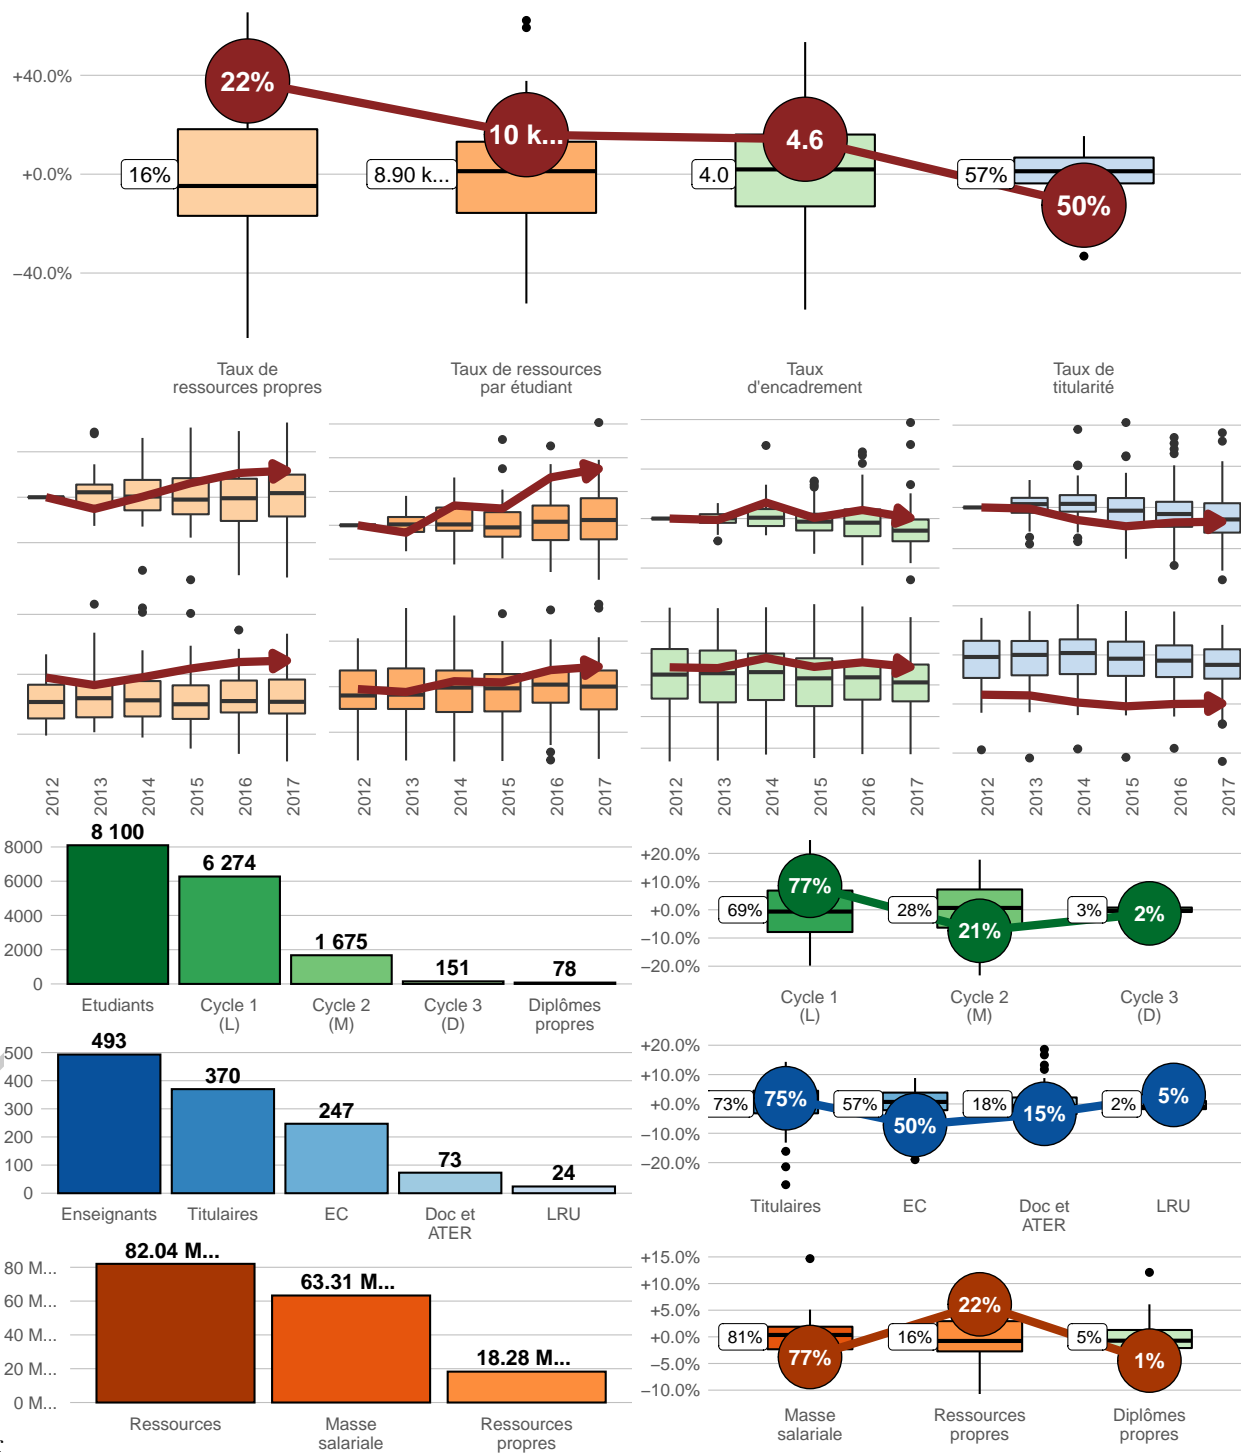 +40.0%
+0.0%
−40.0%
22%
10 k...
4.6
50%
16%
8.90 k...
4.0
57%
Taux de
ressources propres
Taux de ressources
par étudiant
Taux
d'encadrement
Taux de
titularité
2012 2013 2014 2015 2016 2017
2012 2013 2014 2015 2016 2017
2012 2013 2014 2015 2016 2017
2012 2013 2014 2015 2016 2017
8000
6000
4000
2000
0
8 100
6 274
1 675
151
78
Etudiants
Cycle 1
(L)
Cycle 2
(M)
Cycle 3
(D)
Diplômes
propres
+20.0%
+10.0%
+0.0%
−10.0%
−20.0%
69%
77%
28%
21%
3%
2%
Cycle 1
(L)
Cycle 2
(M)
Cycle 3
(D)
500
400
300
200
100
0
493
370
247
73
24
Enseignants
Titulaires
EC
Doc et
ATER
LRU
+20.0%
+10.0%
+0.0%
−10.0%
−20.0%
73%
75%
57%
50%
18%
15%
2%
5%
Titulaires
EC
Doc et
ATER
LRU
80 M...
60 M...
40 M...
20 M...
0 M...
82.04 M...
63.31 M...
18.28 M...
Ressources
Masse
salariale
Ressources
propres
+15.0%
+10.0%
+5.0%
+0.0%
−5.0%
−10.0%
81%
77%
16%
22%
5%
1%
Masse
salariale
Ressources
propres
Diplômes
propres